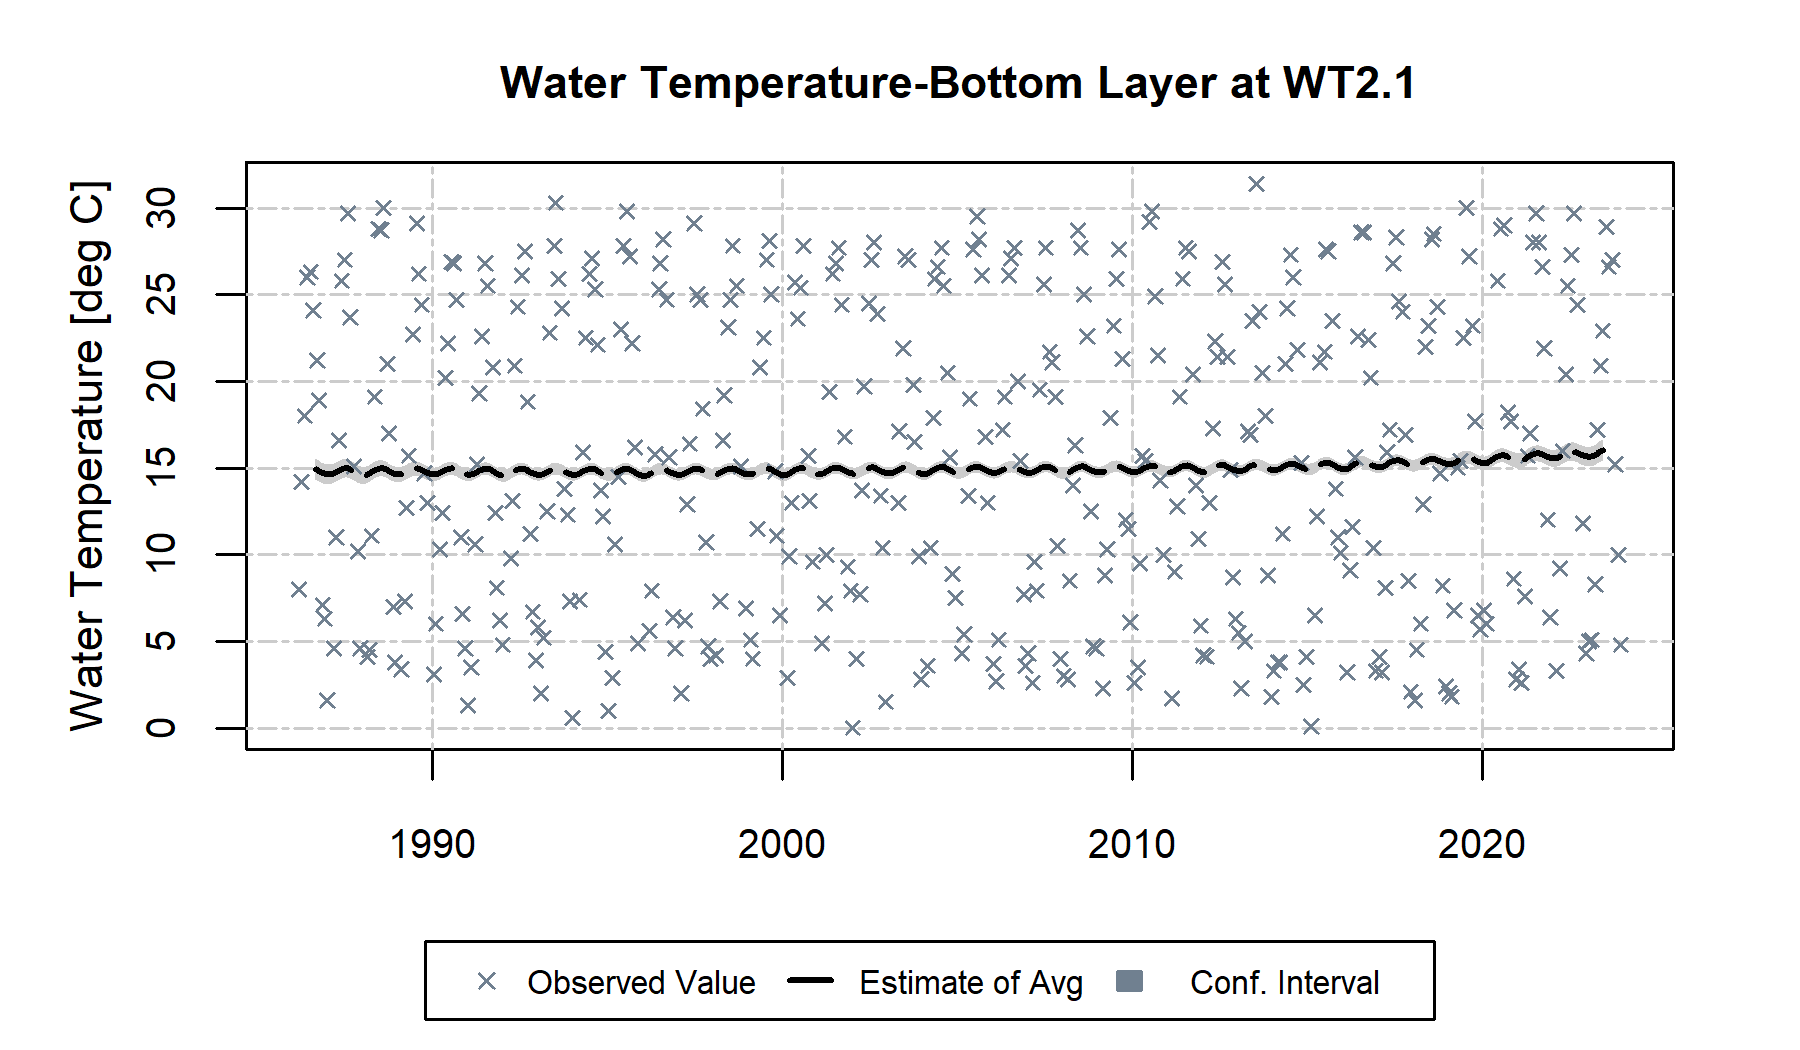 Water Temperature-Bottom Layer at WT2.1
Water Temperature [deg C]
30
25
20
15
10
5
0
1990 2000 2010 2020
Observed Value Estimate of Avg Conf. Interval